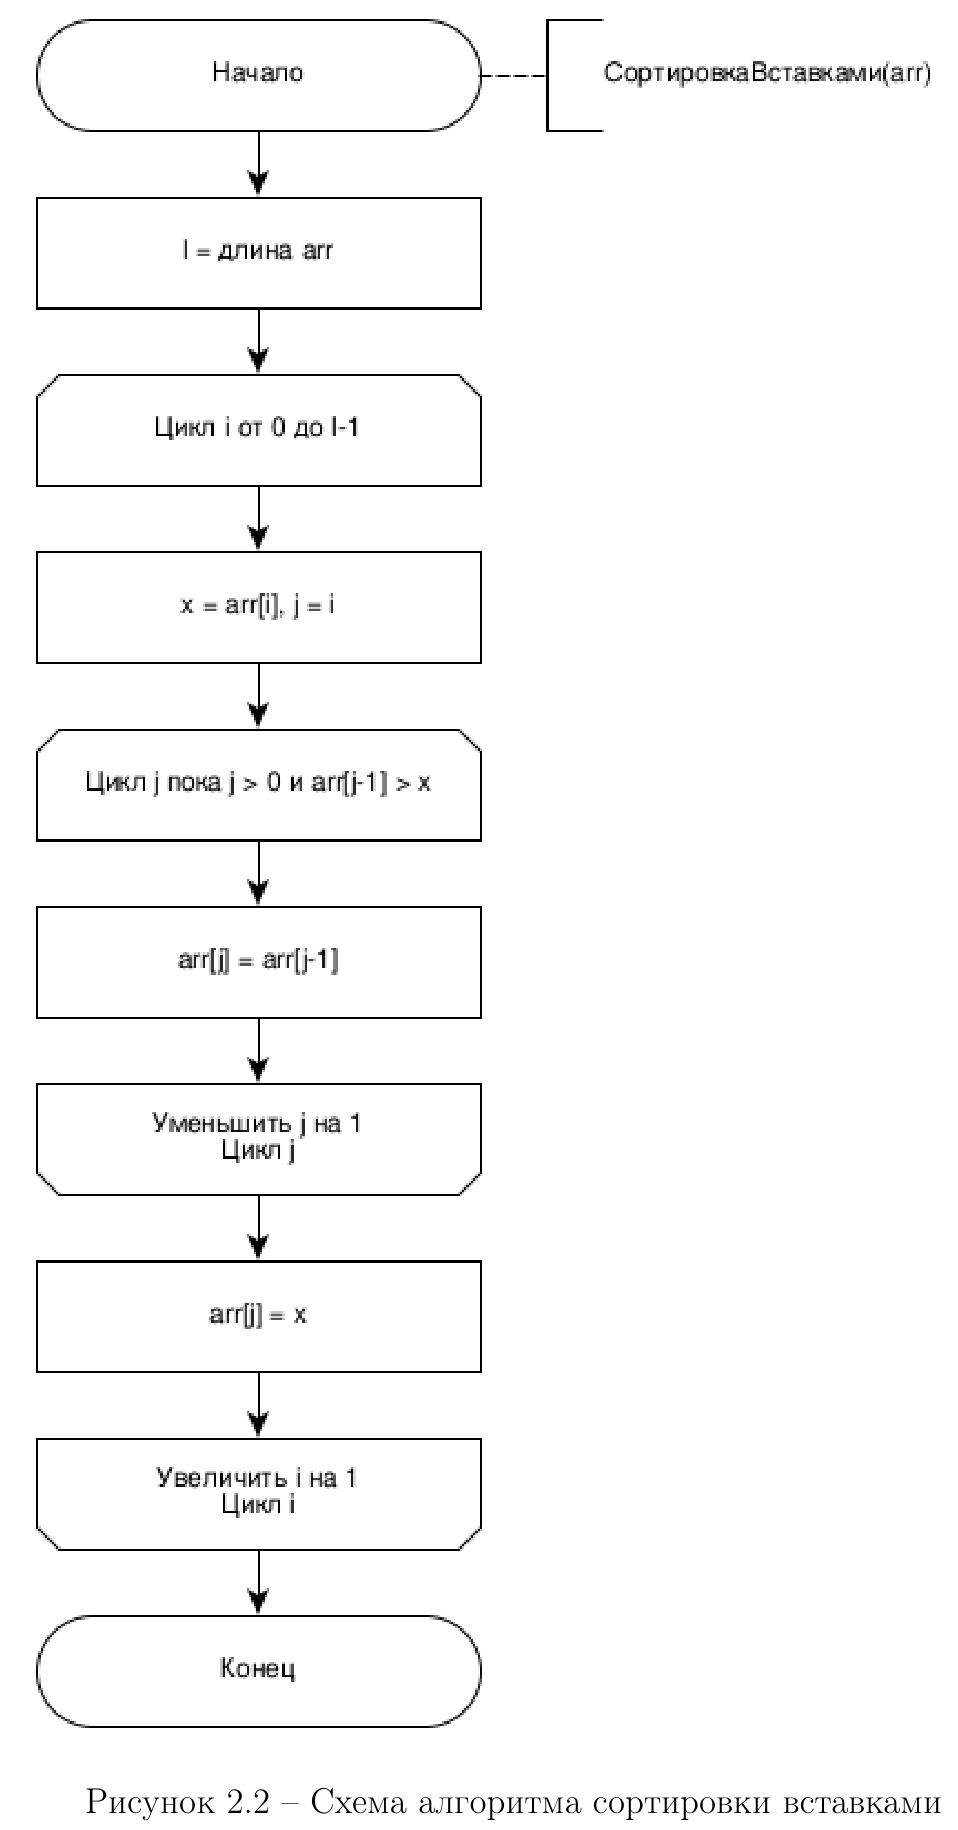 Начало
СортировкаВставками(arr)
l = длина arr
Цикл i от 0 до l-1
x = arr[i], j = i
Цикл j пока j > 0 и arr[j-1] > x
arr[j] = arr[j-1]
Уменьшить j на 1
Цикл j
arr[j] = x
Увеличить i на 1
Цикл i
Конец
Рисунок 2.2 – Схема алгоритма сортировки вставками